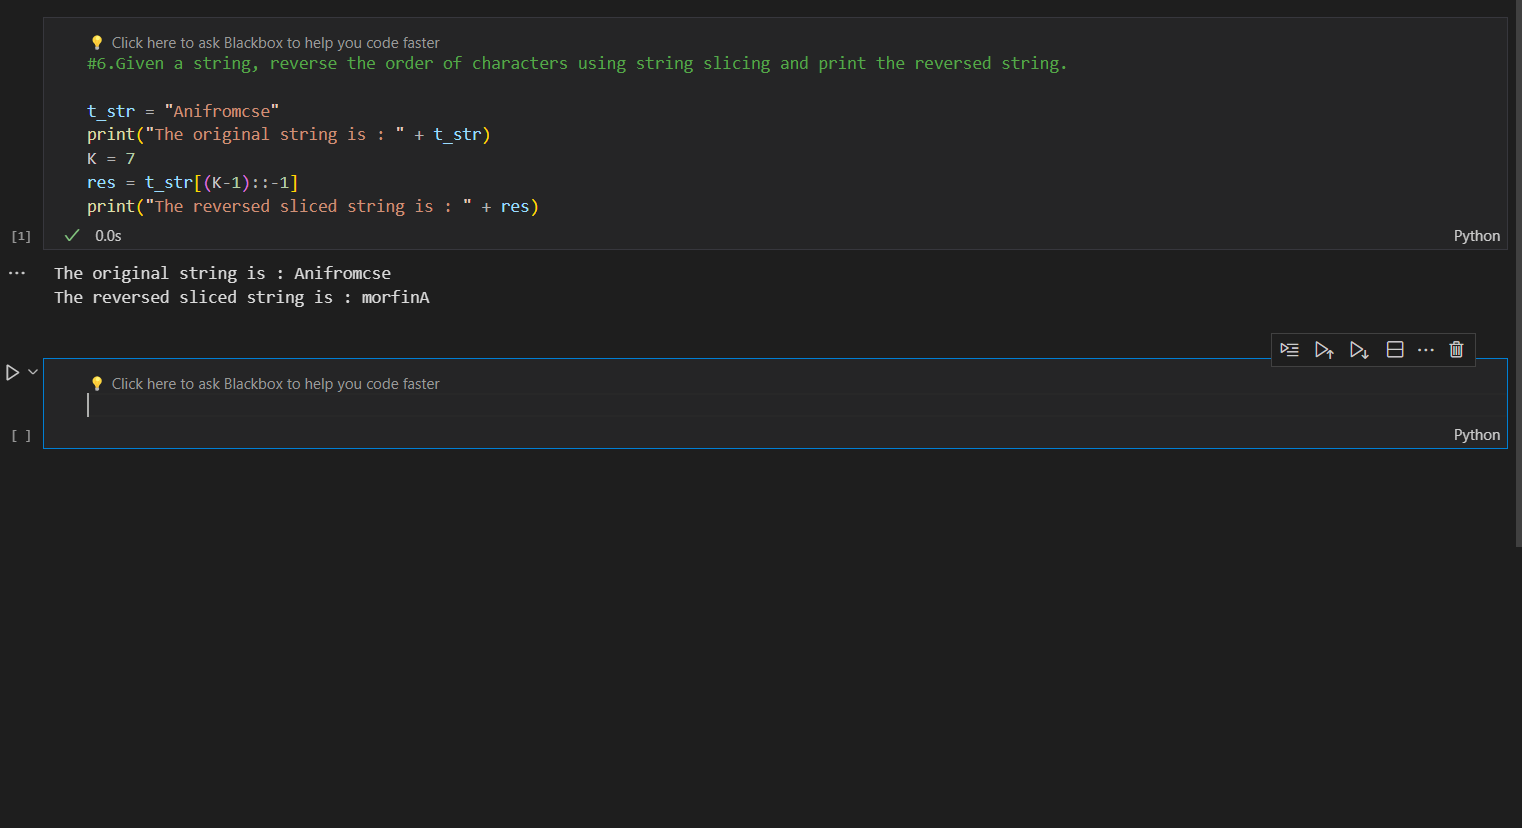 Click here to ask Blackbox to help you code faster
#6.Given a string, reverse the order of characters using string slicing and print the reversed string.
t_str = "Anifromcse"
print("The original string is : " + t_str)
K = 7
res = t_str[(K-1)::-1]
print("The reversed sliced string is : " + res)
[1] 0.0s Python
The original string is : Anifromcse
The reversed sliced string is : morfinA
Click here to ask Blackbox to help you code faster
[ ] Python